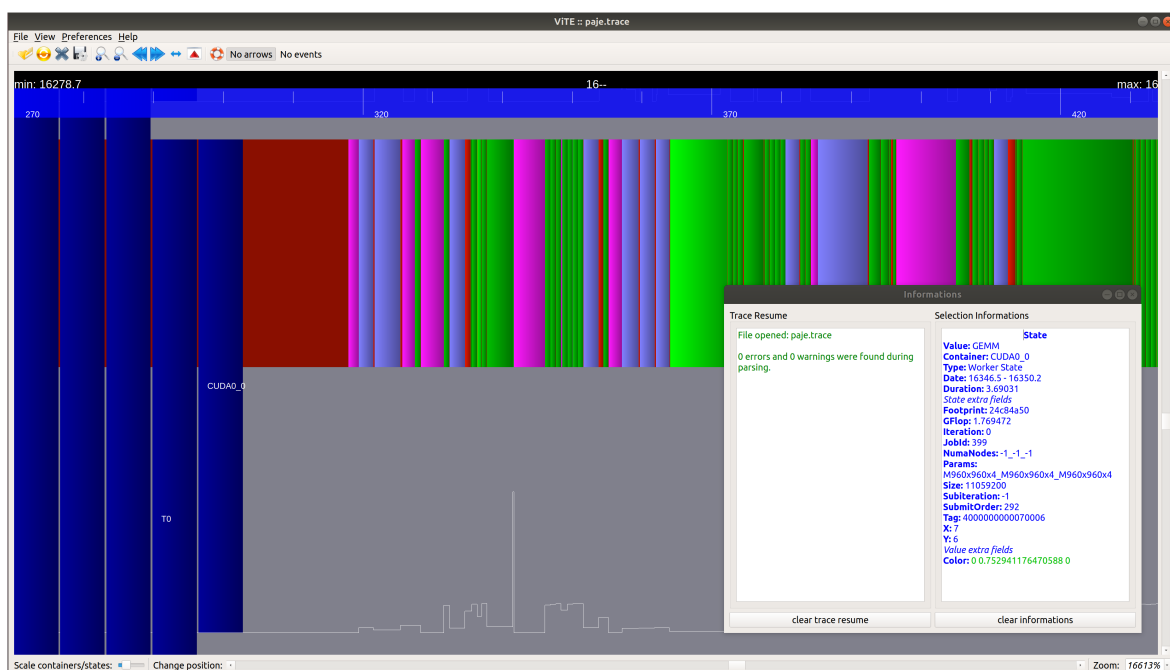 ViTE :: paje.trace
File View Preferences Help
No arrows No events
min: 16278.7 16-- max: 16
270 320 370 420
CUDA0_0
T0
Informations
Trace Resume
File opened: paje.trace
0 errors and 0 warnings were found during
parsing.
clear trace resume
Selection Informations
State
Value: GEMM
Container: CUDA0_0
Type: Worker State
Date: 16346.5 - 16350.2
Duration: 3.69031
State extra fields
Footprint: 24c84a50
GFlop: 1.769472
Iteration: 0
JobId: 399
NumaNodes: -1_-1_-1
Params:
M960x960x4_M960x960x4_M960x960x4
Size: 11059200
Subiteration: -1
SubmitOrder: 292
Tag: 4000000000070006
X: 7
Y: 6
Value extra fields
Color: 0 0.752941176470588 0
clear informations
Scale containers/states: Change position: Zoom: 16613%